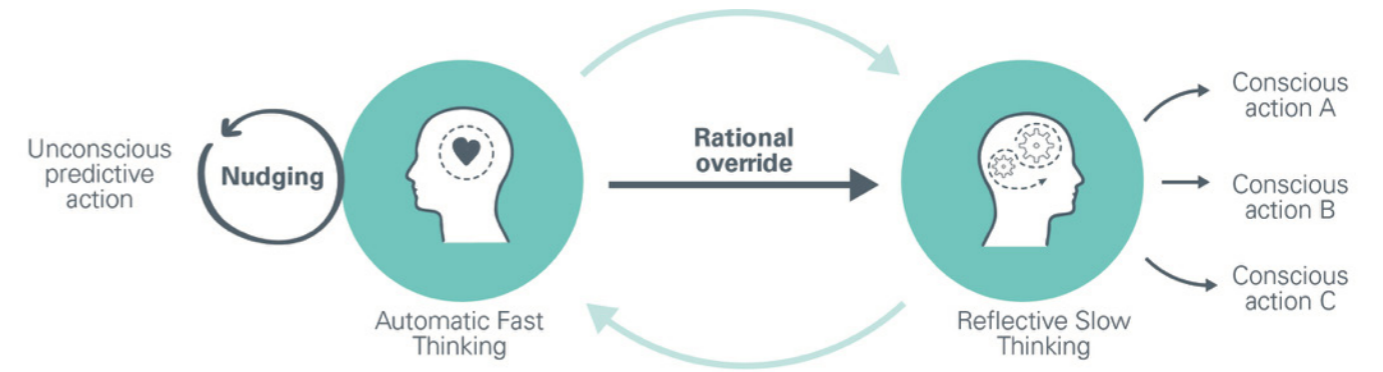 Unconscious
predictive
action
Nudging
Automatic Fast
Thinking
Rational
override
Reflective Slow
Thinking
Conscious
action A
Conscious
action B
Conscious
action C